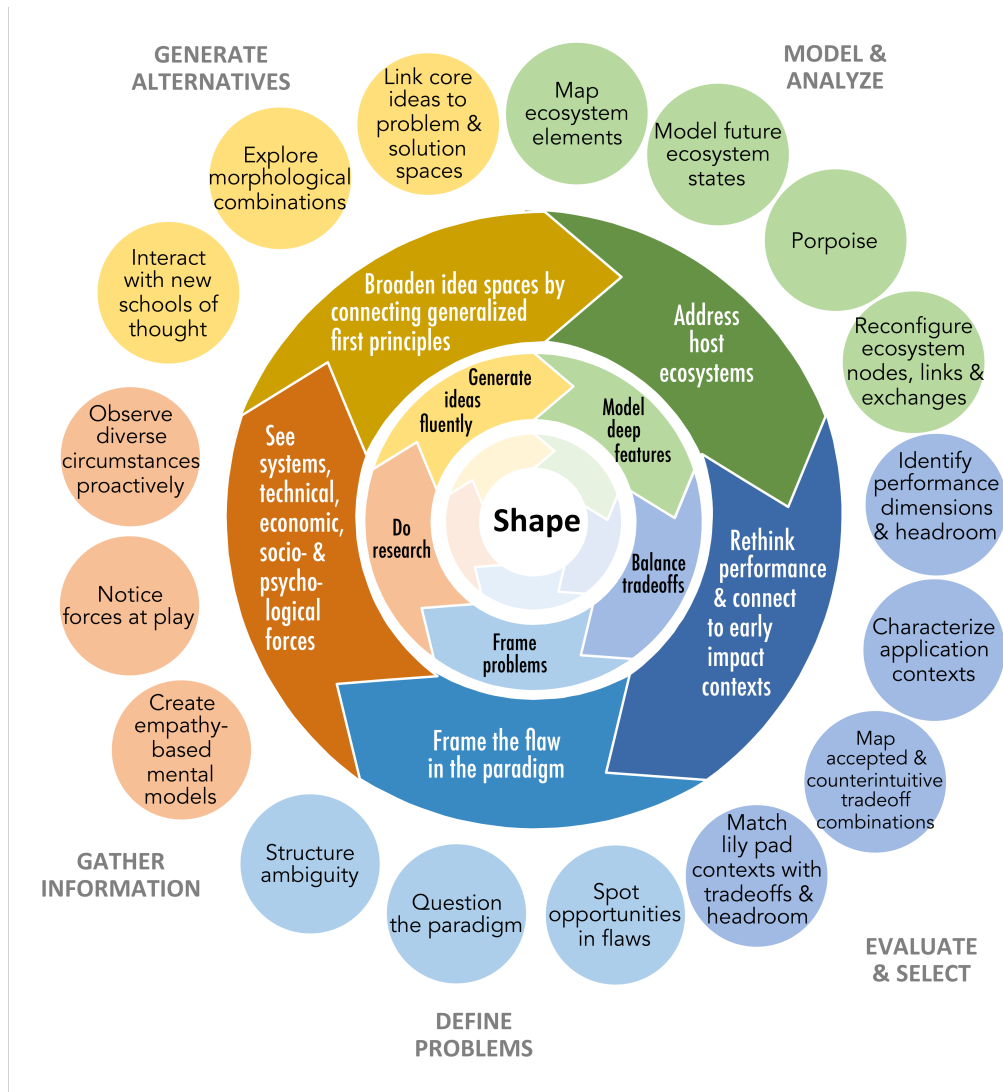 GENERATE
ALTERNATIVES
MODEL &
ANALYZE
Link core
ideas to
problem &
solution
spaces
Map
ecosystem
elements
Model future
ecosystem
states
Explore
morphological
combinations
Porpoise
Interact
with new
schools of
thought
Reconfigure
ecosystem
nodes, links &
exchanges
Broaden idea spaces by
connecting generalized
first principles
Address
host
ecosystems
Generate
ideas
fluently
Model
deep
features
Observe
diverse
circumstances
proactively
See
systems,
technical,
economic,
socio- &
psycho-
logical
forces
Do
research
Shape
Balance
tradeoffs
Rethink
performance
& connect
to early
impact
contexts
Identify
performance
dimensions
& headroom
Notice
forces at play
Frame
problems
Characterize
application
contexts
Create
empathy-
based
mental
models
Frame the flaw
in the paradigm
Map
accepted &
counterintuitive
tradeoff
combinations
GATHER
INFORMATION
Structure
ambiguity
Question
the paradigm
Spot
opportunities
in flaws
Match
lily pad
contexts with
tradeoffs &
headroom
EVALUATE
& SELECT
DEFINE
PROBLEMS